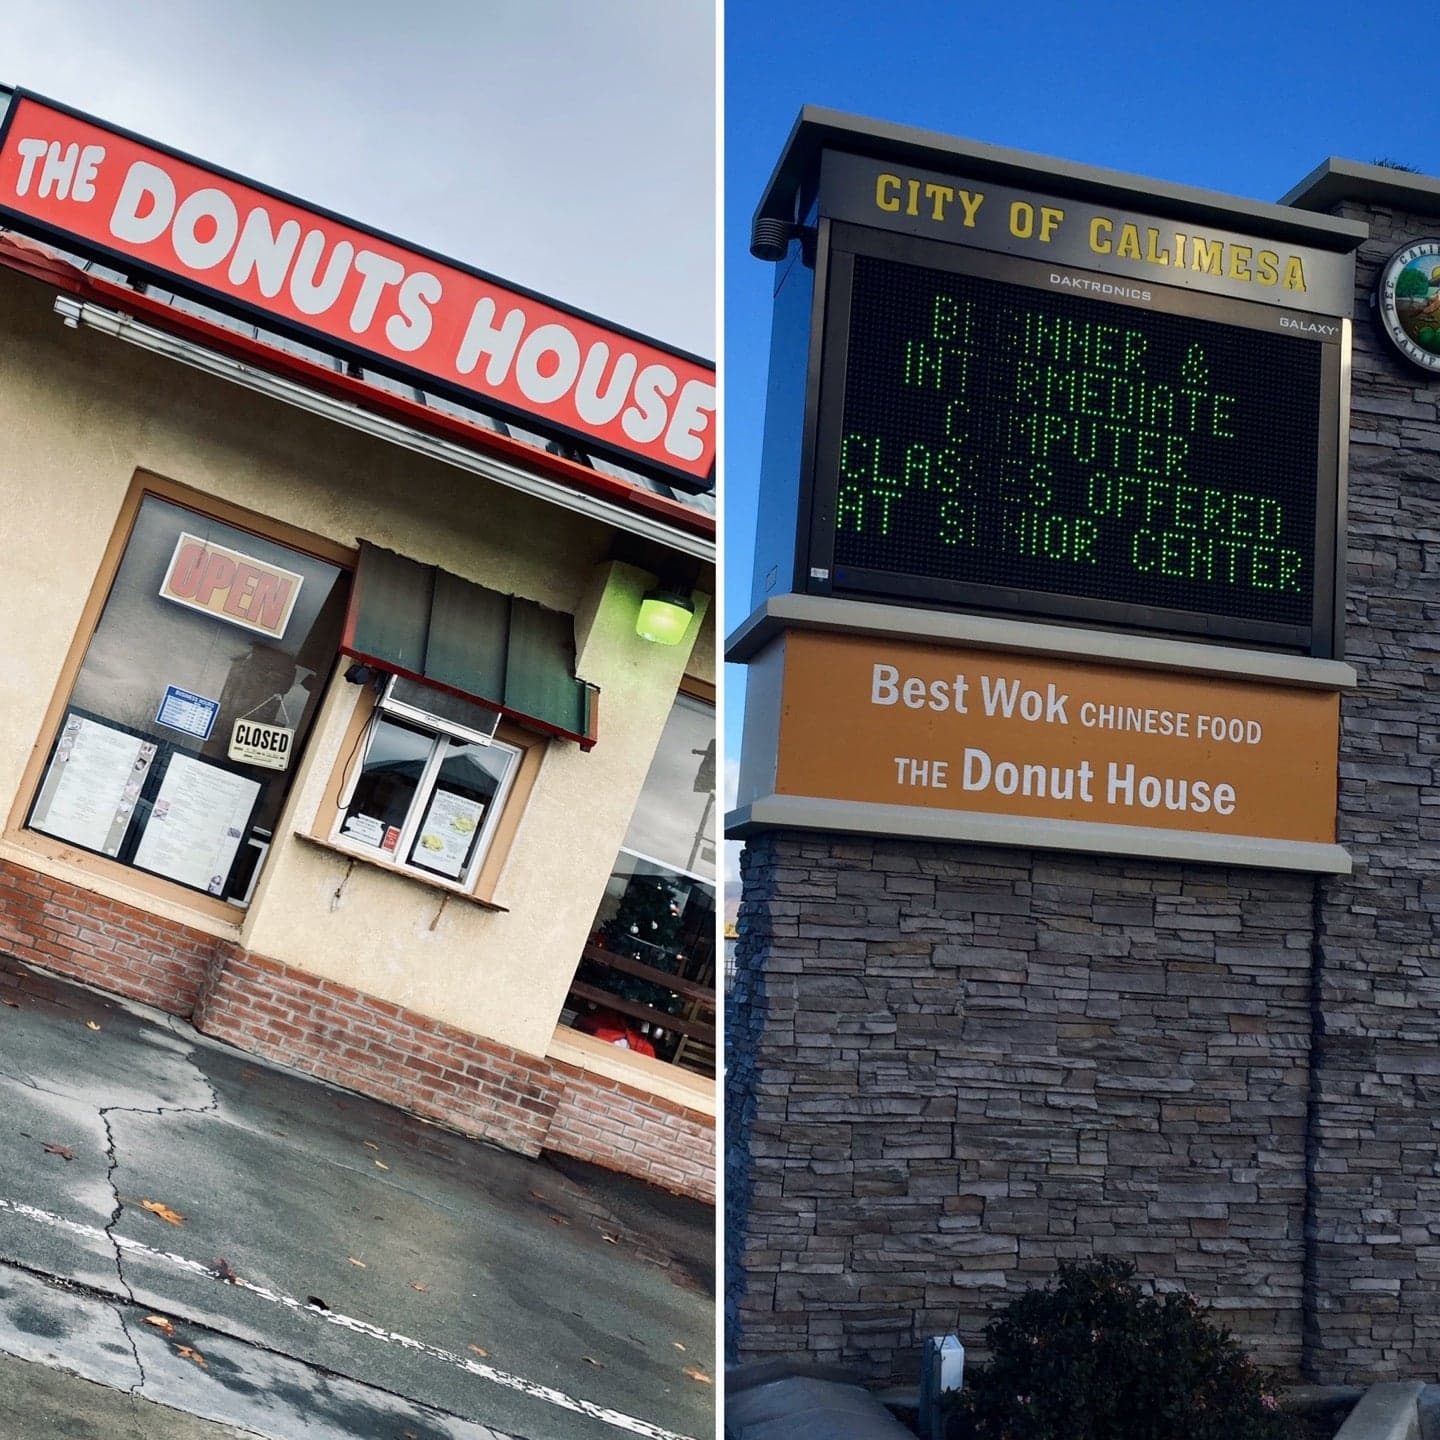 THE DONUTS HOUSE
OPEN
CLOSED
CITY OF CALIMESA
DAKTRONICS
GALAXY
BEGINNER &
INTERMEDIATE
COMPUTER
CLASSES OFFERED
AT SENIOR CENTER
Best Wok CHINESE FOOD
THE Donut House